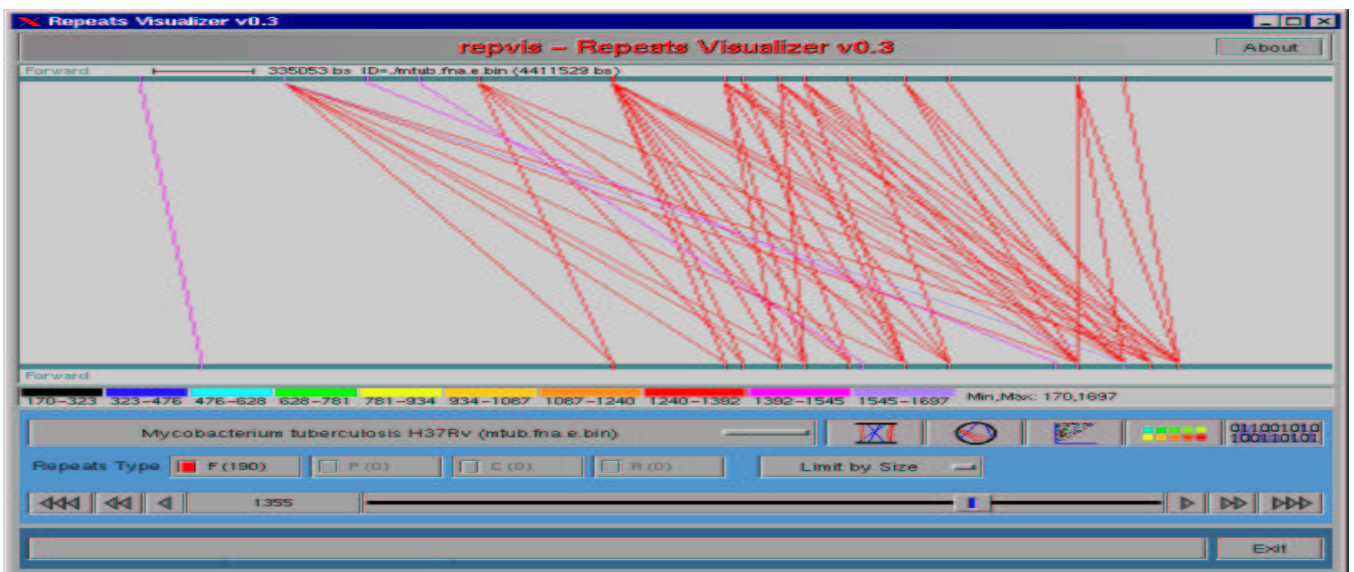 Repeats Visualizer v0.3
repvis – Repeats Visualizer v0.3
About
Forward 335053 bs ID=./mtub.fna.e.bin (4411529 bs)
Forward
170-323 323-476 476-628 628-781 781-934 934-1087 1087-1240 1240-1392 1392-1545 1545-1697 Min,Max: 170,1697
Mycobacterium tuberculosis H37Rv (mtub.fna.e.bin)
011001010
100110101
Repeats Type F (190) P (0) C (0) R (0) Limit by Size
1355
Exit